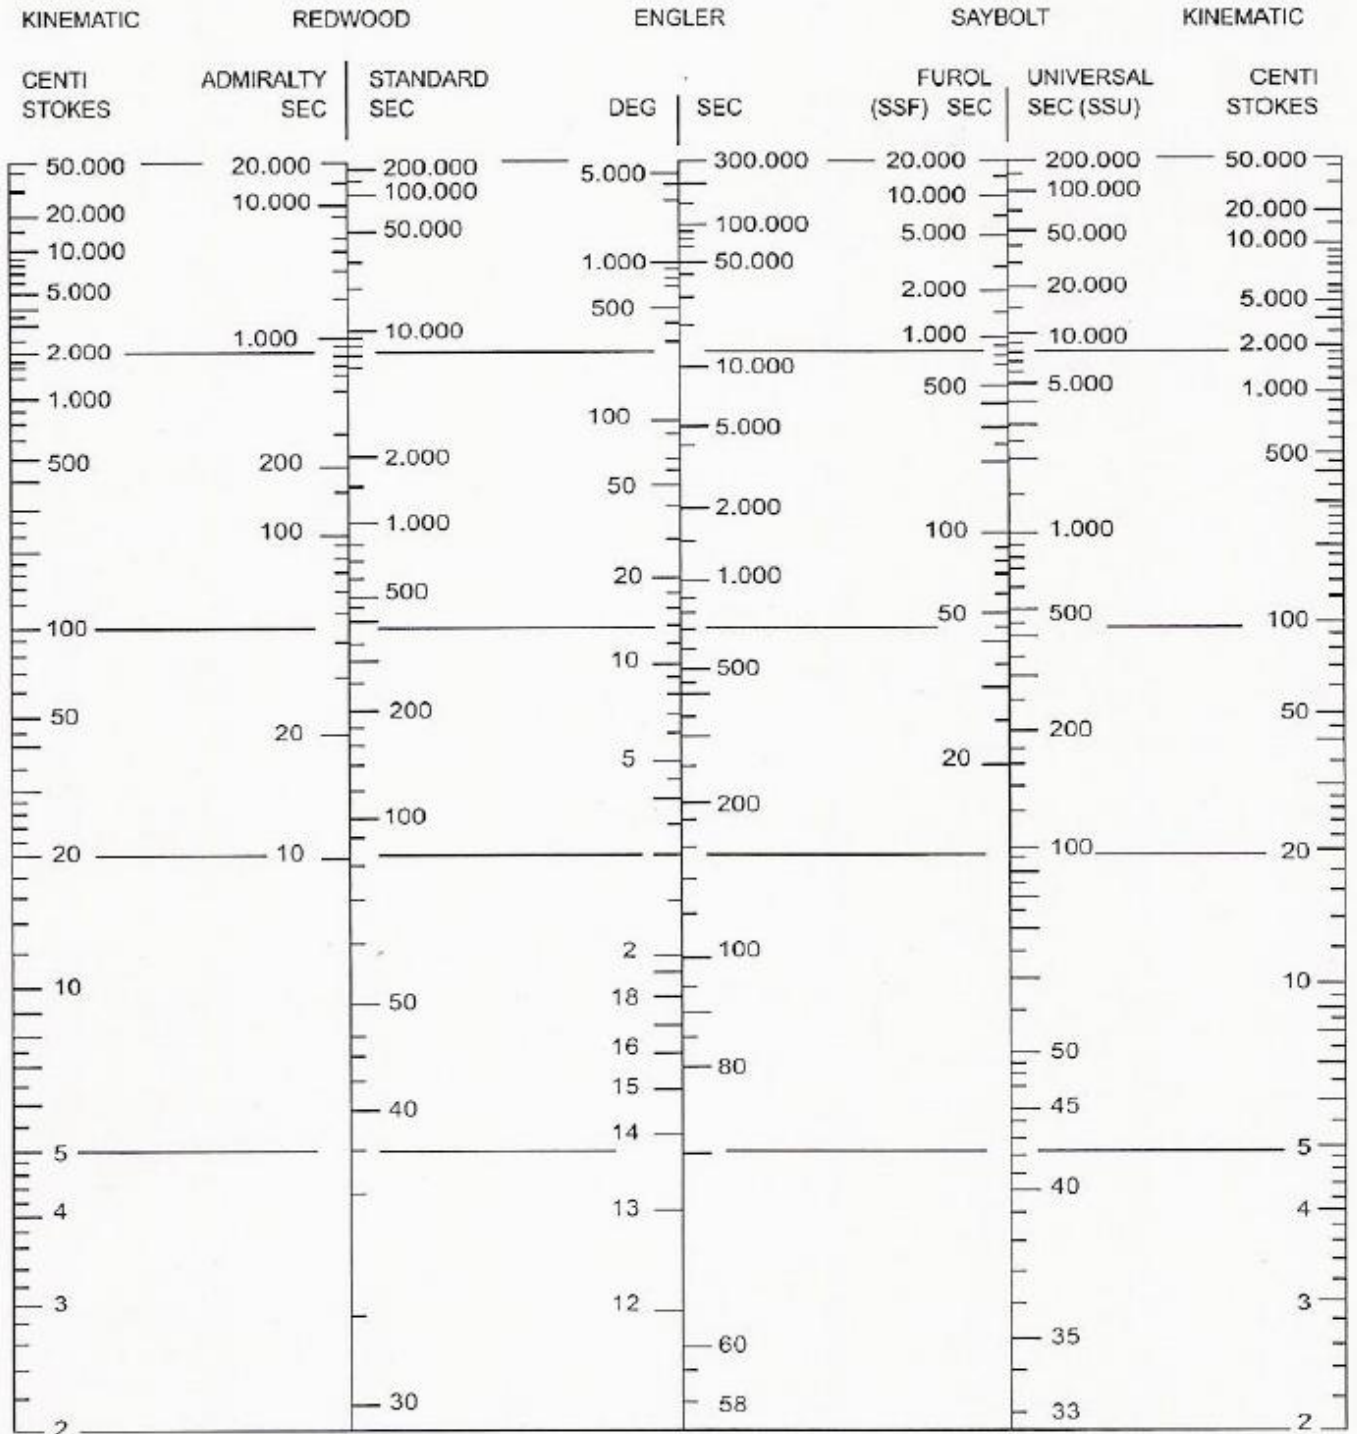 KINEMATIC REDWOOD ENGLER SAYBOLT KINEMATIC
CENTI ADMIRALTY STANDARD FUROL UNIVERSAL CENTI
STOKES SEC SEC DEG SEC (SSF) SEC SEC (SSU) STOKES
50.000 20.000 200.000 5.000 300.000 20.000 200.000 50.000
10.000 100.000 10.000 100.000
20.000 50.000 100.000 5.000 50.000 20.000
10.000 1.000 50.000 10.000
5.000 500 2.000 20.000 5.000
1.000 10.000 1.000 10.000
2.000 10.000 2.000
1.000 100 5.000 500 5.000 1.000
500 200 2.000 500
50 2.000
100 1.000 100 1.000
20 1.000
500 50 500
100 100
10 500
50 200 50
20 5 20 200
100 200
20 10 100 20
2 100
10 50 18 10
16 80 50
40 15 45
5 14 5
4 13 40 4
3 12 3
60 35
30 58 33
2 2